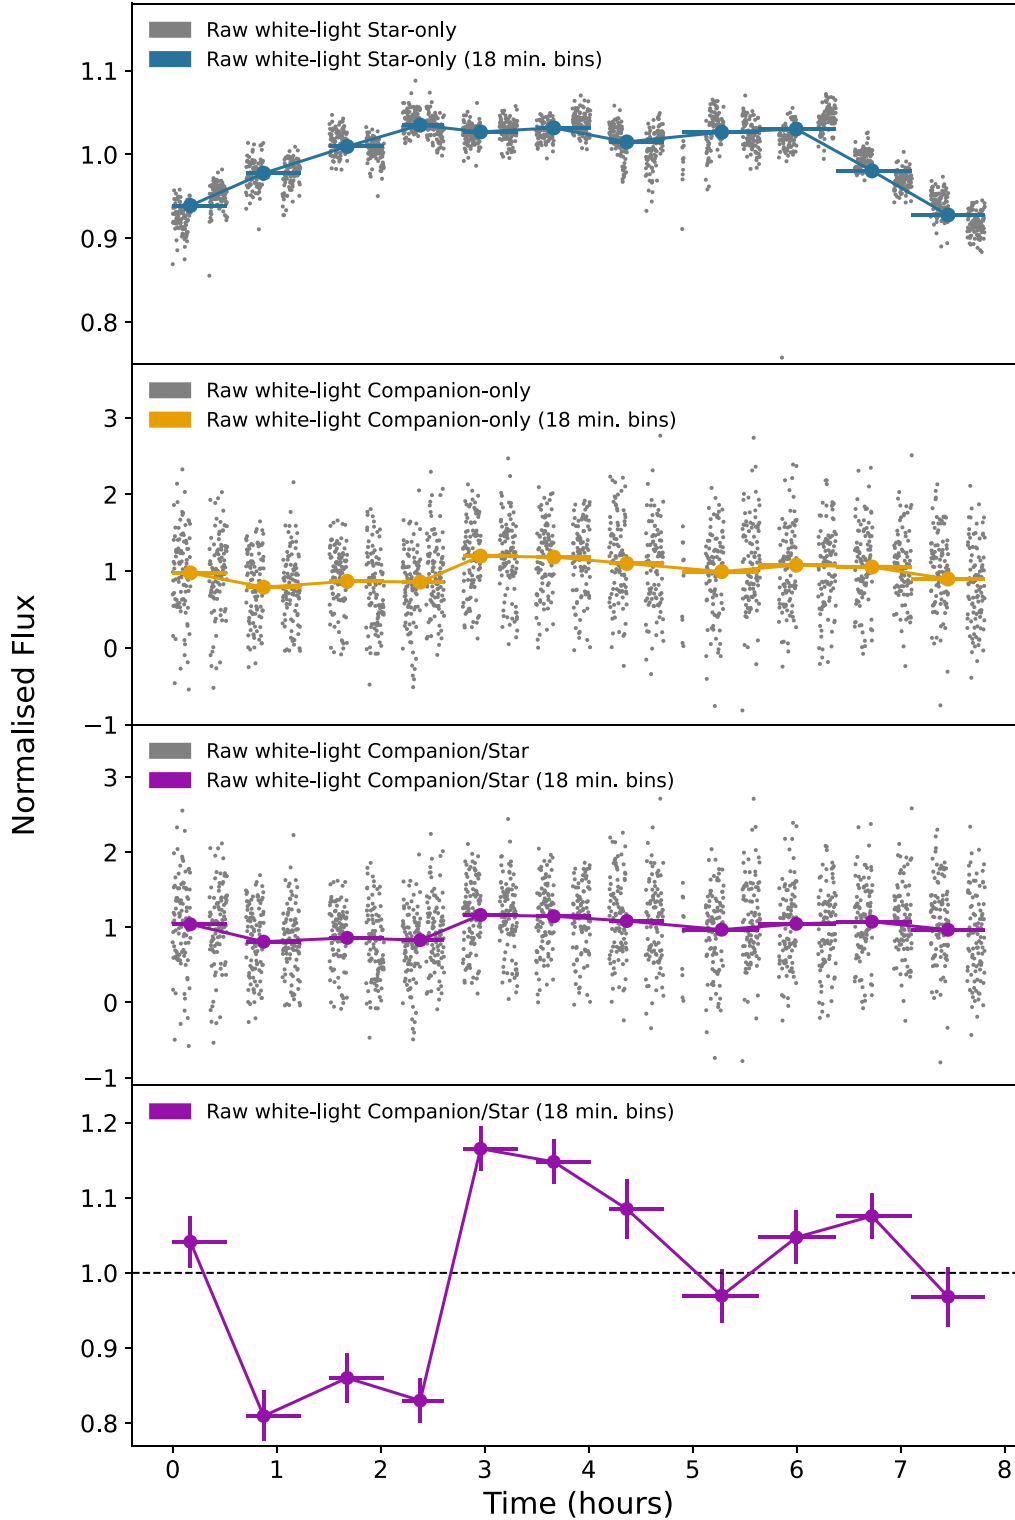 Raw white-light Star-only
Raw white-light Star-only (18 min. bins)
1.1
1.0
0.9
0.8
Raw white-light Companion-only
Raw white-light Companion-only (18 min. bins)
3
2
1
0
−1
Raw white-light Companion/Star
Raw white-light Companion/Star (18 min. bins)
3
2
1
0
−1
Raw white-light Companion/Star (18 min. bins)
1.2
1.1
1.0
0.9
0.8
0 1 2 3 4 5 6 7 8
Time (hours)
Normalised Flux